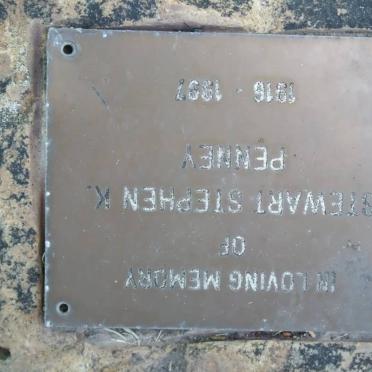 IN LOVING MEMORY
OF
STEWART STEPHEN K.
PENNEY
1916 - 1997